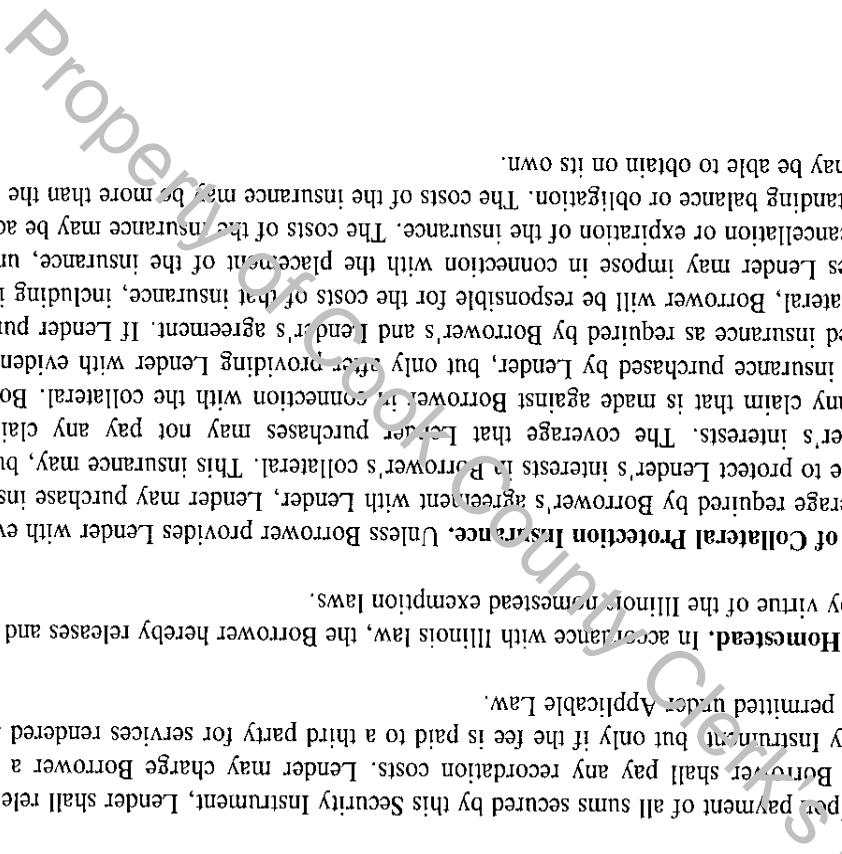 pon payment of all sums secured by this Security Instrument, Lender shall rele
Borrower shall pay any recordation costs. Lender may charge Borrower a
y Instrument but only if the fee is paid to a third party for services rendered
permitted under Applicable Law.
Homestead. In accordance with Illinois law, the Borrower hereby releases and
y virtue of the Illinois homestead exemption laws.
of Collateral Protection Insurance. Unless Borrower provides Lender with ev
erage required by Borrower's agreement with Lender, Lender may purchase ins
e to protect Lender's interests in Borrower's collateral. This insurance may, bu
er's interests. The coverage that Lender purchases may not pay any clai
any claim that is made against Borrower in connection with the collateral. Bo
insurance purchased by Lender, but only after providing Lender with eviden
ed insurance as required by Borrower's and Lender's agreement. If Lender pu
lateral, Borrower will be responsible for the costs of that insurance, including i
es Lender may impose in connection with the placement of the insurance, un
ancellation or expiration of the insurance. The costs of the insurance may be ad
tanding balance or obligation. The costs of the insurance may be more than the
may be able to obtain on its own.
Property of Cook County Clerk's